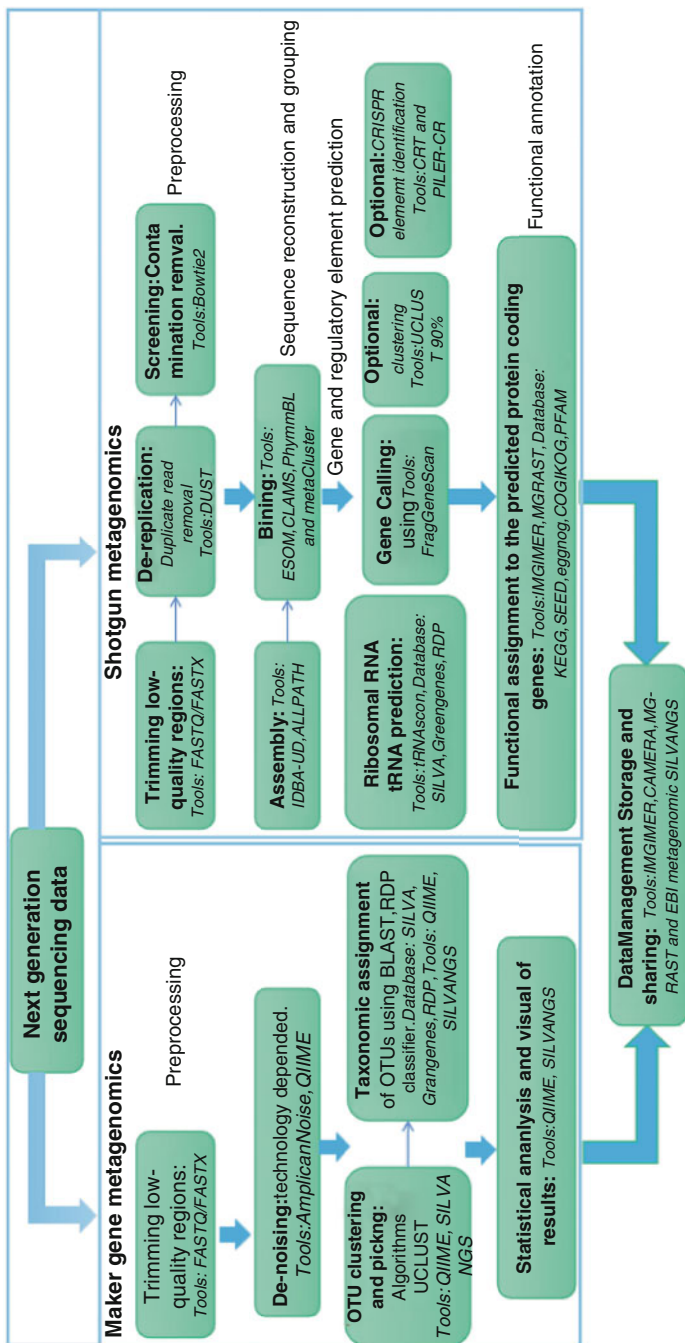 Next generation
sequencing data
Maker gene metagenomics
Trimming low-
quality regions:
Tools: FASTQ/FASTX
Preprocessing
De-noising:technology depended.
Tools:AmplicanNoise,QIIME
OTU clustering
and pickng:
Algorithms
UCLUST
Tools: QIIME, SILVA
NGS
Taxonomic assignment
of OTUs using BLAST,RDP
classifier.Database: SILVA,
Grangenes,RDP,Tools: QIIME,
SILVANGS
Statistical ananlysis and visual of
results: Tools:QIIME, SILVANGS
Shotgun metagenomics
Trimming low-
quality regions:
Tools: FASTQ/FASTX
De-replication:
Duplicate read
removal
Tools:DUST
Screening:Conta
mination remval.
Tools:Bowtie2
Preprocessing
Assembly:Tools:
IDBA-UD,ALLPATH
Bining:Tools:
ESOM,CLAMS,PhymmBL
and metaCluster
Sequence reconstruction and grouping
Gene and regulatory element prediction
Ribosomal RNA
tRNA prediction:
Tools:tRNAscon,Database:
SILVA,Greengenes,RDP
Gene Calling:
usingTools:
FragGeneScan
Optional:
clustering
Tools:UCLUS
T 90%
Optional:CRISPR
elememt identification
Tools:CRT and
PILER-CR
Functional assignment to the predicted protein coding
genes: Tools:IMGIMER,MGRAST,Database:
KEGG,SEED,eggnog,COGIKOG,PFAM
Functional annotation
DataManagement Storage and
sharing: Tools:IMGIMER,CAMERA,MG-
RAST and EBI metagenomic SILVANGS